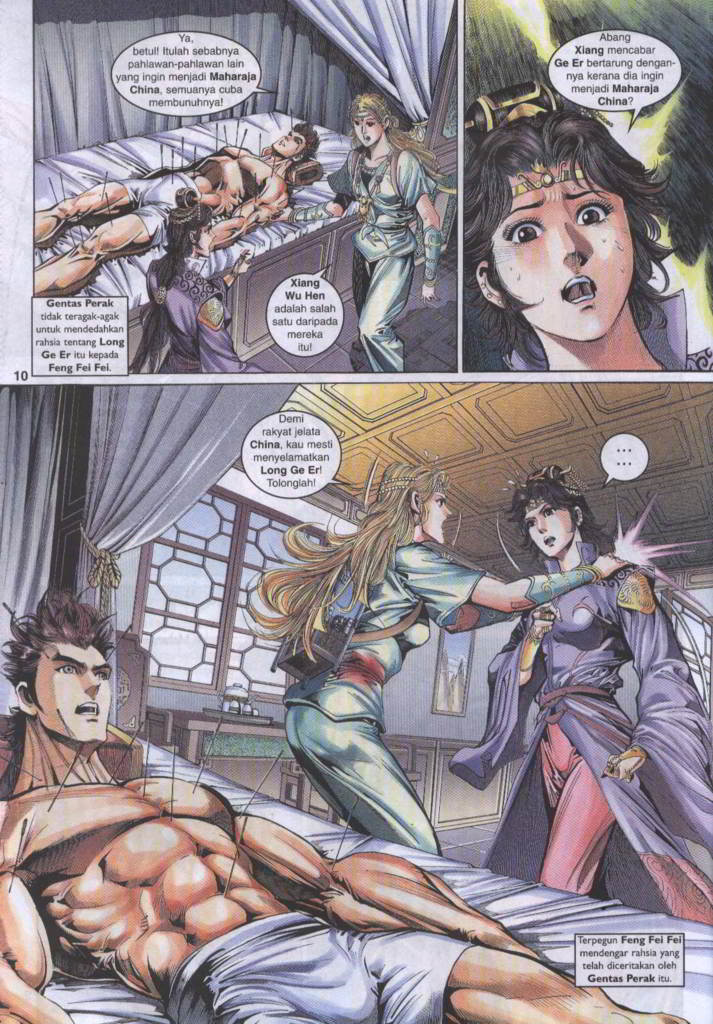 Ya,
betul! Itulah sebabnya
pahlawan-pahlawan lain
yang ingin menjadi Maharaja
China, semuanya cuba
membunuhnya!
Xiang
Wu Hen
adalah salah
satu daripada
mereka
itu!
Gentas Perak
tidak teragak-agak
untuk mendedahkan
rahsia tentang Long
Ge Er itu kepada
Feng Fei Fei.
Abang
Xiang mencabar
Ge Er bertarung dengan-
nya kerana dia ingin
menjadi Maharaja
China?
10
Demi
rakyat jelata
China, kau mesti
menyelamatkan
Long Ge Er!
Tolonglah!
...
...
Terpegun Feng Fei Fei
mendengar rahsia yang
telah diceritakan oleh
Gentas Perak itu.